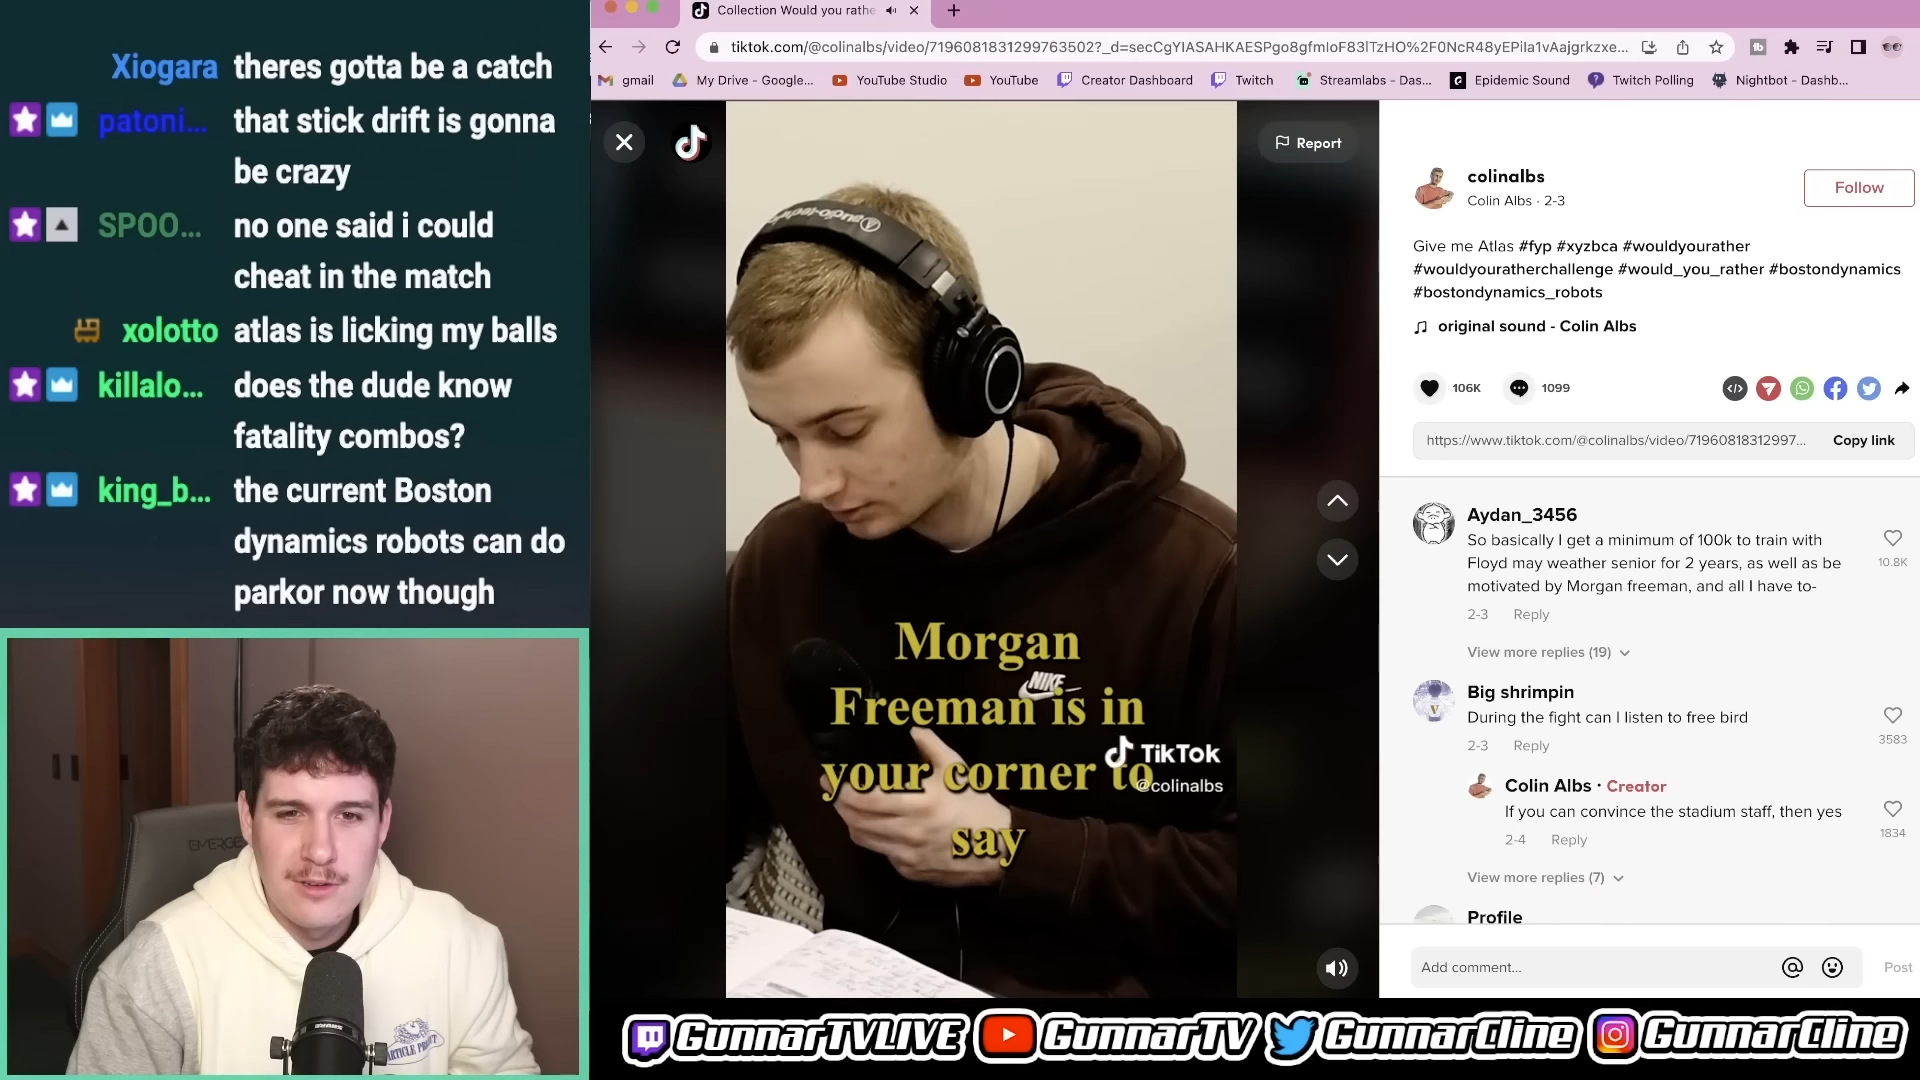 Xiogara theres gotta be a catch
patoni... that stick drift is gonna
be crazy
SPOO... no one said i could
cheat in the match
xolotto atlas is licking my balls
killalo... does the dude know
fatality combos?
king_b... the current Boston
dynamics robots can do
parkor now though
EMERGE
Collection Would you rathe
tiktok.com/@colinalbs/video/7196081831299763502?_d=secCgYIASAHKAESPgo8gfmIoF83lTzHO%2F0NcR48yEPiIa1vAajgrkzxe...
gmail
My Drive - Google...
YouTube Studio
YouTube
Creator Dashboard
Twitch
Streamlabs - Das...
Epidemic Sound
Twitch Polling
Nightbot - Dashb...
Report
audio-technica
Morgan
NIKE
Freeman is in
your corner to
say
TikTok
@colinalbs
colinalbs
Colin Albs · 2-3
Follow
Give me Atlas #fyp #xyzbca #wouldyourather
#wouldyouratherchallenge #would_you_rather #bostondynamics
#bostondynamics_robots
original sound - Colin Albs
106K
1099
https://www.tiktok.com/@colinalbs/video/71960818312997...
Copy link
Aydan_3456
So basically I get a minimum of 100k to train with
Floyd may weather senior for 2 years, as well as be
motivated by Morgan freeman, and all I have to-
10.8K
2-3 Reply
View more replies (19)
Big shrimpin
During the fight can I listen to free bird
3583
2-3 Reply
Colin Albs · Creator
If you can convince the stadium staff, then yes
1834
2-4 Reply
View more replies (7)
Profile
Add comment...
Post
GunnarTVLIVE
GunnarTV
GunnarCline
GunnarCline